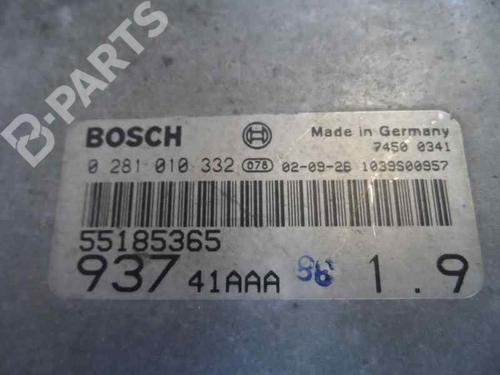 B-PARTS
BOSCH Made in Germany
7450 0341
0 281 010 332 078 02-09-26 1039S00957
55185365
937 41AAA 1.9